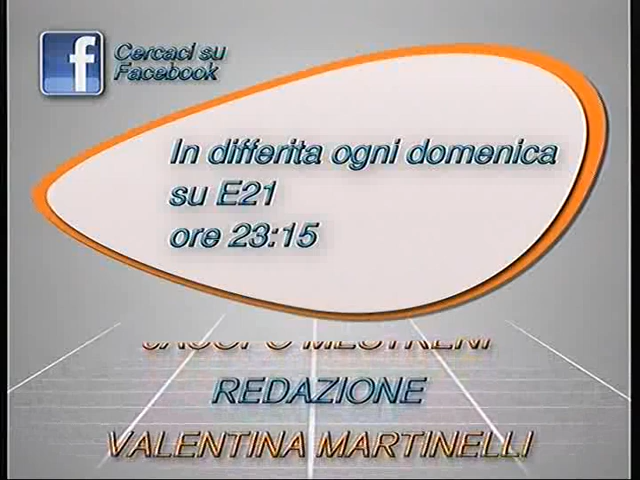 Cercaci su
Facebook
In differita ogni domenica
su E21
ore 23:15
REDAZIONE
VALENTINA MARTINELLI